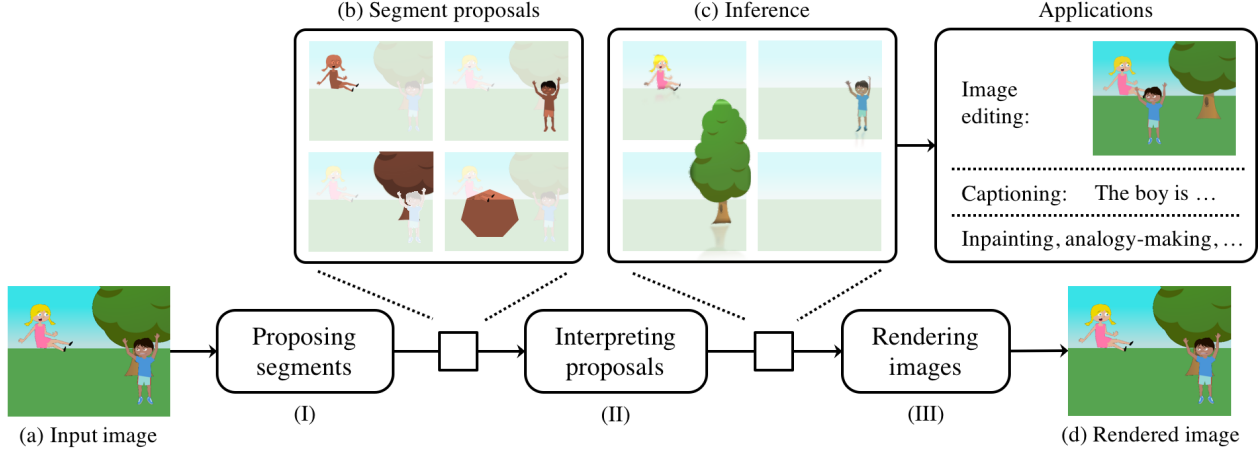 (b) Segment proposals
(c) Inference
Applications
Image
editing:
Captioning: The boy is …
Inpainting, analogy-making, …
Proposing
segments
Interpreting
proposals
Rendering
images
(I)
(II)
(III)
(a) Input image
(d) Rendered image